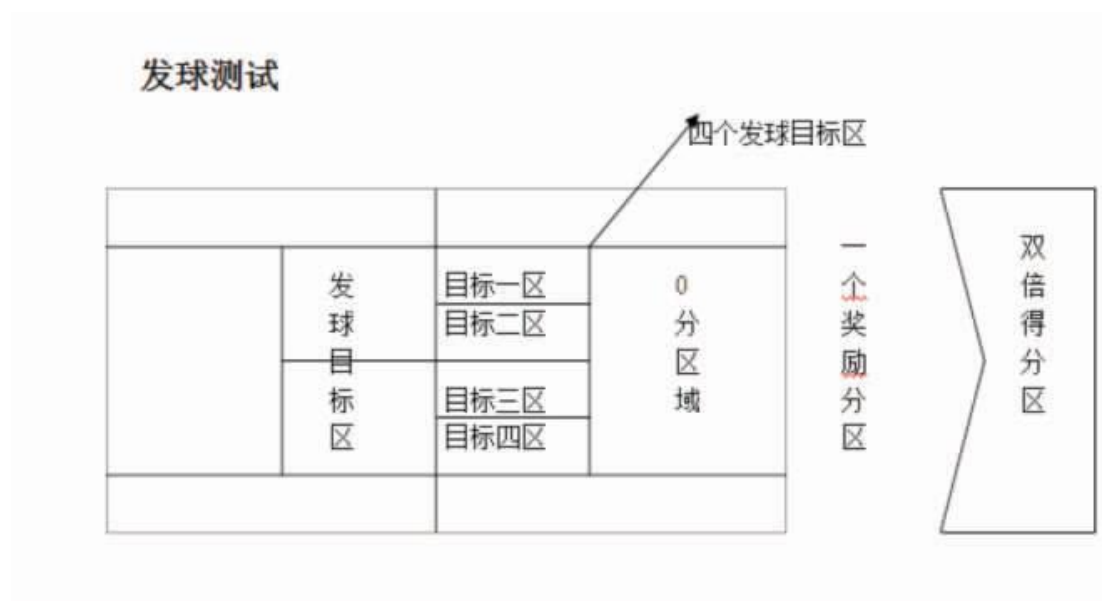 发球测试
四个发球目标区
发球目标区
目标一区
目标二区
目标三区
目标四区
0分区域
一个奖励分区
双倍得分区